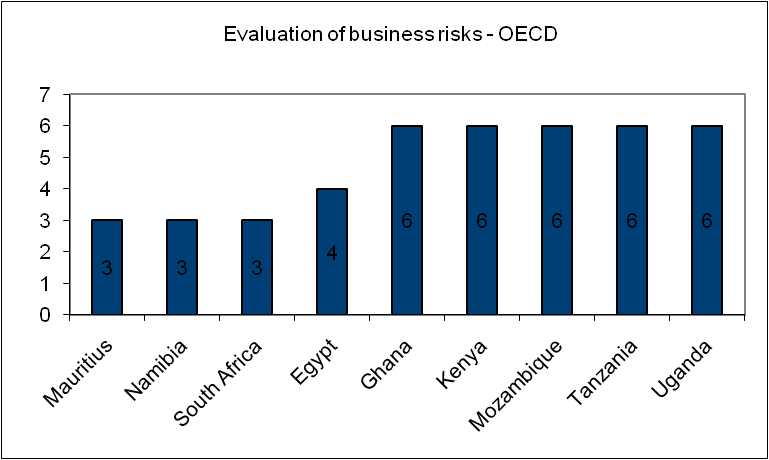 Evaluation of business risks - OECD
7
6
5
4
3
2
1
0
3 3 3 4 6 6 6 6 6
Mauritius Namibia South Africa Egypt Ghana Kenya Mozambique Tanzania Uganda